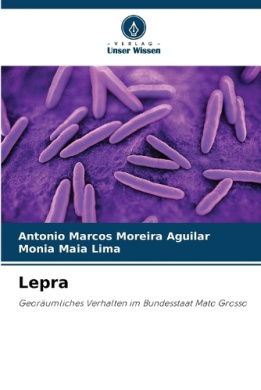 VERLAG
Unser Wissen
Antonio Marcos Moreira Aguilar
Monia Maia Lima
Lepra
Georäumliches Verhalten im Bundesstaat Mato Grosso